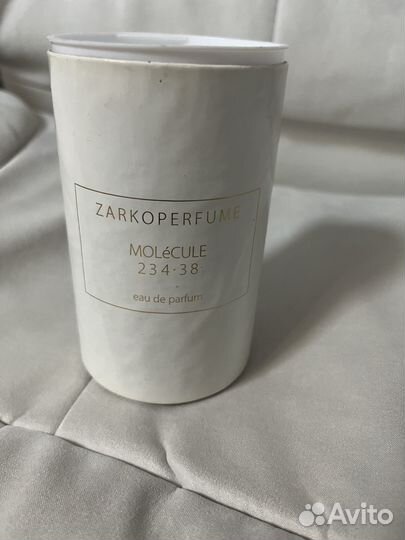 ZARKOPERFUME
MOLéCULE
234·38
eau de parfum
Avito